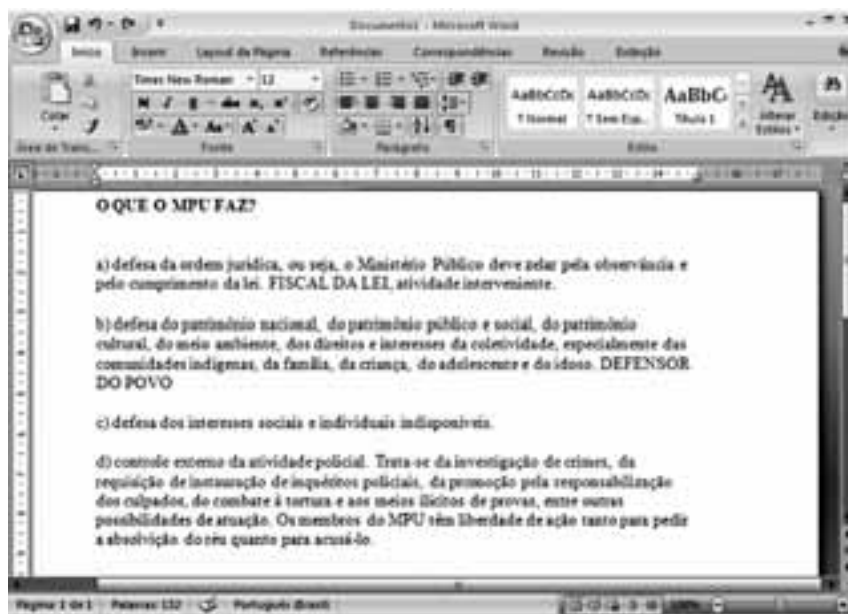 Documento1 - Microsoft Word
Início Inserir Layout da Página Referências Correspondências Revisão Exibição
Times New Roman 12
Colar
AaBbCcDc AaBbCcDc AaBbC
¶ Normal ¶ Sem Esp... Título 1
Alterar Estilos
Edição
Área de Trans... Fonte Parágrafo Estilo
O QUE O MPU FAZ?
a) defesa da ordem jurídica, ou seja, o Ministério Público deve zelar pela observância e
pelo cumprimento da lei. FISCAL DA LEI, atividade interveniente.
b) defesa do patrimônio nacional, do patrimônio público e social, do patrimônio
cultural, do meio ambiente, dos direitos e interesses da coletividade, especialmente das
comunidades indígenas, da família, da criança, do adolescente e do idoso. DEFENSOR
DO POVO
c) defesa dos interesses sociais e individuais indisponíveis.
d) controle externo da atividade policial. Trata-se da investigação de crimes, da
requisição de instauração de inquéritos policiais, da promoção pela responsabilização
dos culpados, do combate à tortura e aos meios ilícitos de provas, entre outras
possibilidades de atuação. Os membros do MPU têm liberdade de ação tanto para pedir
a absolvição do réu quanto para acusá-lo.
Página: 1 de 1 Palavras: 132 Português (Brasil) 100%